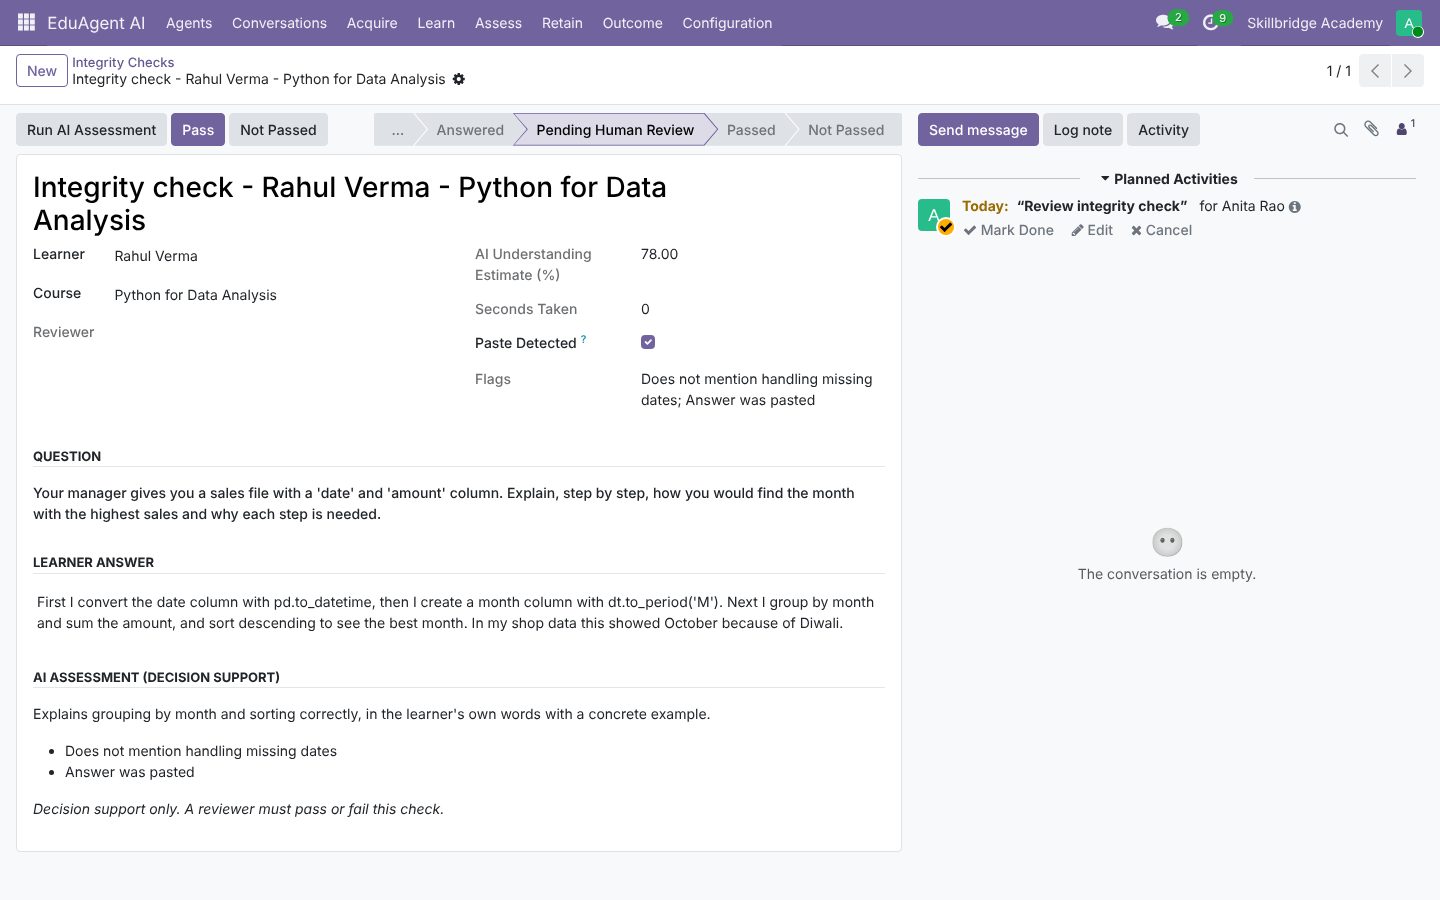 EduAgent AI Agents Conversations Acquire Learn Assess Retain Outcome Configuration 2 9 Skillbridge Academy A
New Integrity Checks
Integrity check - Rahul Verma - Python for Data Analysis
1 / 1
Run AI Assessment Pass Not Passed ... Answered Pending Human Review Passed Not Passed
Send message Log note Activity 1
Integrity check - Rahul Verma - Python for Data
Analysis
Learner Rahul Verma
Course Python for Data Analysis
Reviewer
AI Understanding
Estimate (%) 78.00
Seconds Taken 0
Paste Detected ?
Flags Does not mention handling missing
dates; Answer was pasted
QUESTION
Your manager gives you a sales file with a 'date' and 'amount' column. Explain, step by step, how you would find the month
with the highest sales and why each step is needed.
LEARNER ANSWER
First I convert the date column with pd.to_datetime, then I create a month column with dt.to_period('M'). Next I group by month
and sum the amount, and sort descending to see the best month. In my shop data this showed October because of Diwali.
AI ASSESSMENT (DECISION SUPPORT)
Explains grouping by month and sorting correctly, in the learner's own words with a concrete example.
• Does not mention handling missing dates
• Answer was pasted
Decision support only. A reviewer must pass or fail this check.
Planned Activities
A Today: “Review integrity check” for Anita Rao
Mark Done Edit Cancel
The conversation is empty.